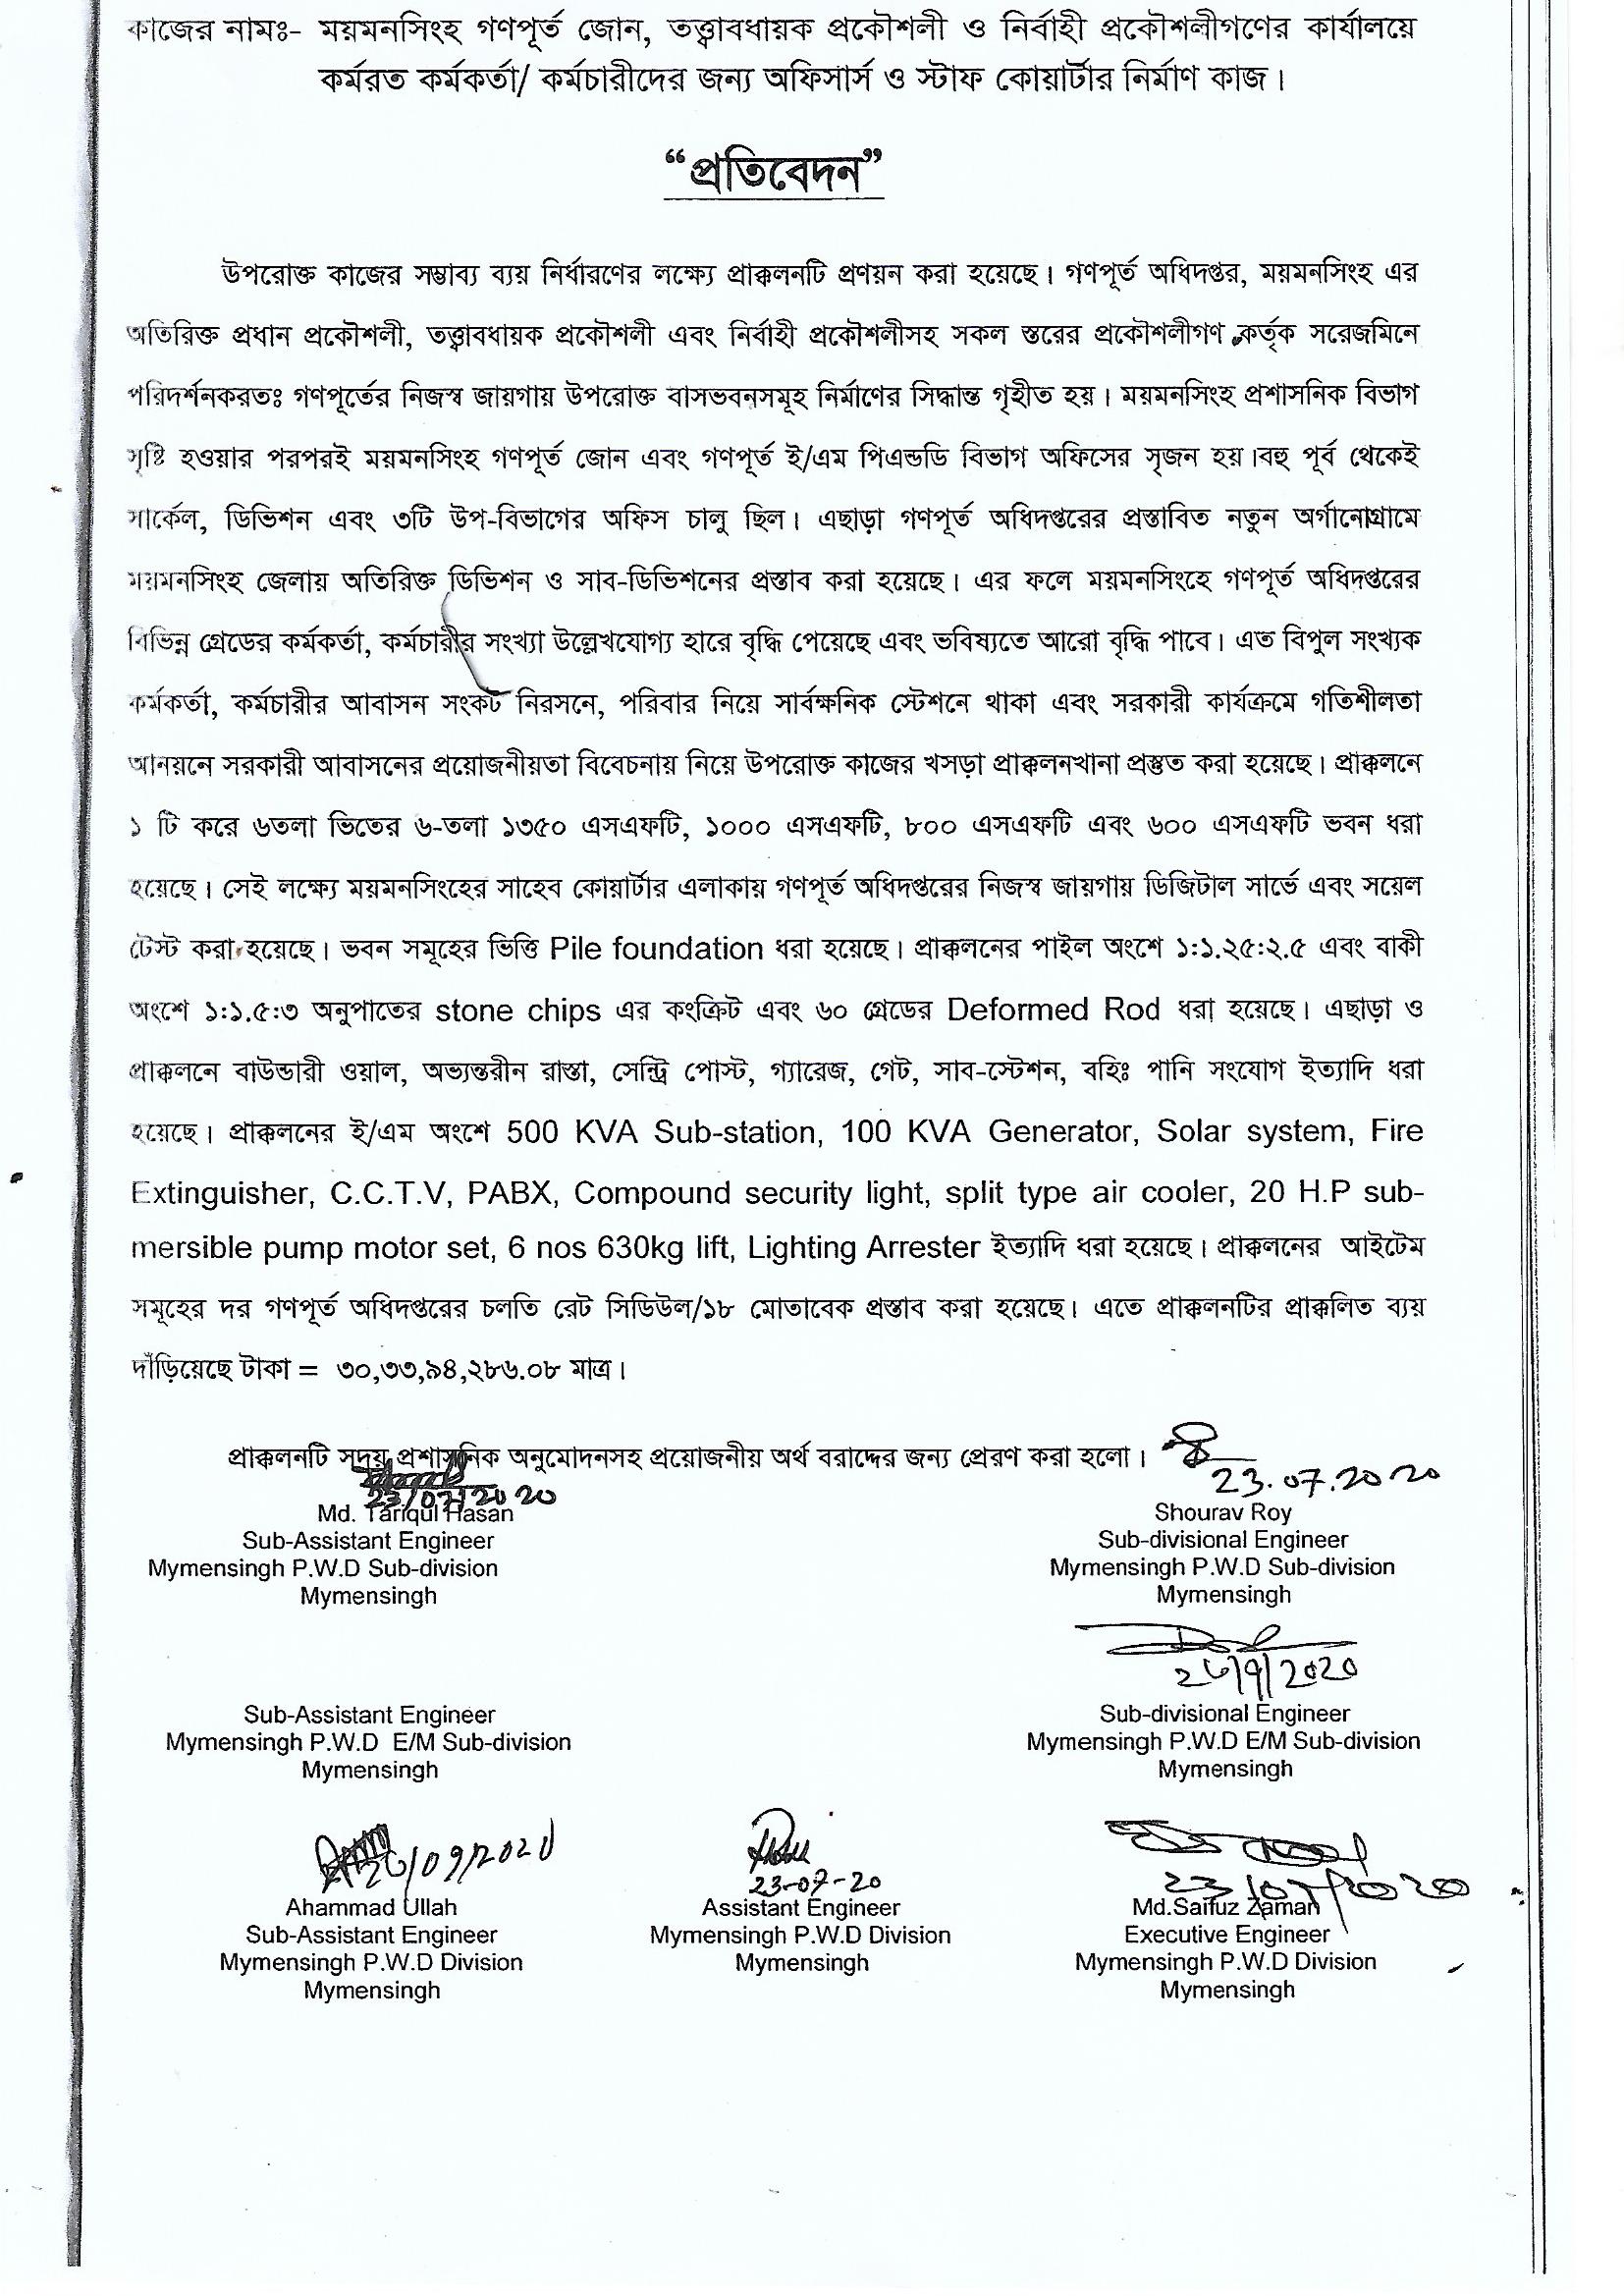 কাজের নামঃ- ময়মনসিংহ গণপূর্ত জোন, তত্ত্বাবধায়ক প্রকৌশলী ও নির্বাহী প্রকৌশলীগণের কার্যালয়ে
কর্মরত কর্মকর্তা/ কর্মচারীদের জন্য অফিসার্স ও স্টাফ কোয়ার্টার নির্মাণ কাজ।
“প্রতিবেদন”
উপরোক্ত কাজের সম্ভাব্য ব্যয় নির্ধারণের লক্ষ্যে প্রাক্কলনটি প্রণয়ন করা হয়েছে। গণপূর্ত অধিদপ্তর, ময়মনসিংহ এর
অতিরিক্ত প্রধান প্রকৌশলী, তত্ত্বাবধায়ক প্রকৌশলী এবং নির্বাহী প্রকৌশলীসহ সকল স্তরের প্রকৌশলীগণ কর্তৃক সরেজমিনে
পরিদর্শনকরতঃ গণপূর্তের নিজস্ব জায়গায় উপরোক্ত বাসভবনসমূহ নির্মাণের সিদ্ধান্ত গৃহীত হয়। ময়মনসিংহ প্রশাসনিক বিভাগ
সৃষ্টি হওয়ার পরপরই ময়মনসিংহ গণপূর্ত জোন এবং গণপূর্ত ই/এম পিএন্ডডি বিভাগ অফিসের সৃজন হয়।বহু পূর্ব থেকেই
সার্কেল, ডিভিশন এবং ৩টি উপ-বিভাগের অফিস চালু ছিল। এছাড়া গণপূর্ত অধিদপ্তরের প্রস্তাবিত নতুন অর্গানোগ্রামে
ময়মনসিংহ জেলায় অতিরিক্ত ডিভিশন ও সাব-ডিভিশনের প্রস্তাব করা হয়েছে। এর ফলে ময়মনসিংহে গণপূর্ত অধিদপ্তরের
বিভিন্ন গ্রেডের কর্মকর্তা, কর্মচারীর সংখ্যা উল্লেখযোগ্য হারে বৃদ্ধি পেয়েছে এবং ভবিষ্যতে আরো বৃদ্ধি পাবে। এত বিপুল সংখ্যক
কর্মকর্তা, কর্মচারীর আবাসন সংকট নিরসনে, পরিবার নিয়ে সার্বক্ষনিক স্টেশনে থাকা এবং সরকারী কার্যক্রমে গতিশীলতা
আনয়নে সরকারী আবাসনের প্রয়োজনীয়তা বিবেচনায় নিয়ে উপরোক্ত কাজের খসড়া প্রাক্কলনখানা প্রস্তুত করা হয়েছে। প্রাক্কলনে
১ টি করে ৬তলা ভিতের ৬-তলা ১৩৫০ এসএফটি, ১০০০ এসএফটি, ৮০০ এসএফটি এবং ৬০০ এসএফটি ভবন ধরা
হয়েছে। সেই লক্ষ্যে ময়মনসিংহের সাহেব কোয়ার্টার এলাকায় গণপূর্ত অধিদপ্তরের নিজস্ব জায়গায় ডিজিটাল সার্ভে এবং সয়েল
টেস্ট করা হয়েছে। ভবন সমূহের ভিত্তি Pile foundation ধরা হয়েছে। প্রাক্কলনের পাইল অংশে ১:১.২৫:২.৫ এবং বাকী
অংশে ১:১.৫:৩ অনুপাতের stone chips এর কংক্রিট এবং ৬০ গ্রেডের Deformed Rod ধরা হয়েছে। এছাড়া ও
প্রাক্কলনে বাউন্ডারী ওয়াল, অভ্যন্তরীন রাস্তা, সেন্ট্রি পোস্ট, গ্যারেজ, গেট, সাব-স্টেশন, বহিঃ পানি সংযোগ ইত্যাদি ধরা
হয়েছে। প্রাক্কলনের ই/এম অংশে 500 KVA Sub-station, 100 KVA Generator, Solar system, Fire
Extinguisher, C.C.T.V, PABX, Compound security light, split type air cooler, 20 H.P sub-
mersible pump motor set, 6 nos 630kg lift, Lighting Arrester ইত্যাদি ধরা হয়েছে। প্রাক্কলনের আইটেম
সমূহের দর গণপূর্ত অধিদপ্তরের চলতি রেট সিডিউল/১৮ মোতাবেক প্রস্তাব করা হয়েছে। এতে প্রাক্কলনটির প্রাক্কলিত ব্যয়
দাঁড়িয়েছে টাকা = ৩০,৩৩,৯৪,২৮৬.০৮ মাত্র।
প্রাক্কলনটি সদয় প্রশাসনিক অনুমোদনসহ প্রয়োজনীয় অর্থ বরাদ্দের জন্য প্রেরণ করা হলো।
23/07/2020
23.07.2020
Md. Tariqul Hasan
Sub-Assistant Engineer
Mymensingh P.W.D Sub-division
Mymensingh
Shourav Roy
Sub-divisional Engineer
Mymensingh P.W.D Sub-division
Mymensingh
Sub-Assistant Engineer
Mymensingh P.W.D E/M Sub-division
Mymensingh
Sub-divisional Engineer
Mymensingh P.W.D E/M Sub-division
Mymensingh
Ahammad Ullah
Sub-Assistant Engineer
Mymensingh P.W.D Division
Mymensingh
23-07-20
Assistant Engineer
Mymensingh P.W.D Division
Mymensingh
23/07/2020
Md.Saifuz Zaman
Executive Engineer
Mymensingh P.W.D Division
Mymensingh